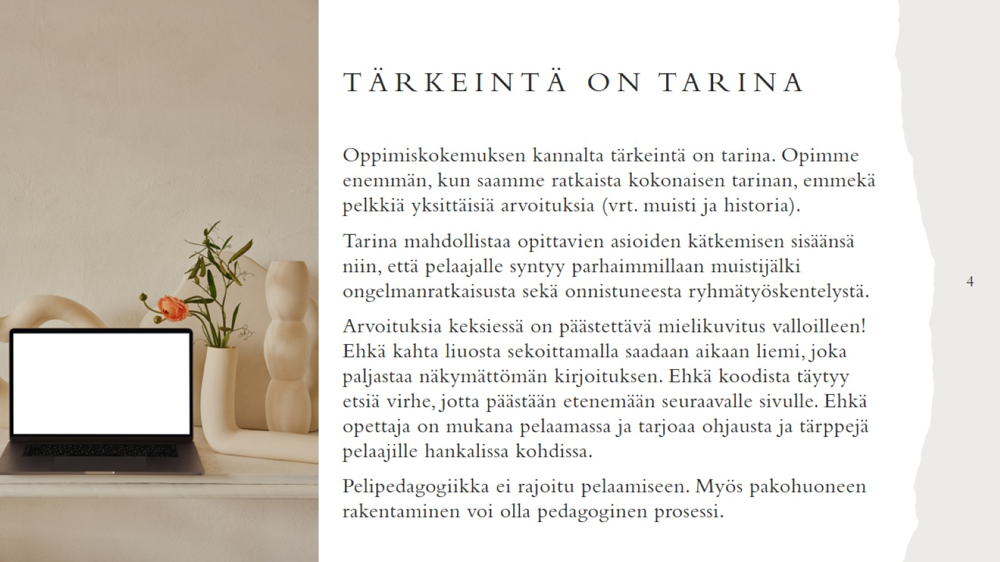 TÄRKEINTÄ ON TARINA
Oppimiskokemuksen kannalta tärkeintä on tarina. Opimme
enemmän, kun saamme ratkaista kokonaisen tarinan, emmekä
pelkkiä yksittäisiä arvoituksia (vrt. muisti ja historia).
Tarina mahdollistaa opittavien asioiden kätkemisen sisäänsä
niin, että pelaajalle syntyy parhaimmillaan muistijälki
ongelmanratkaisusta sekä onnistuneesta ryhmätyöskentelystä.
Arvoituksia keksiessä on päästettävä mielikuvitus valloilleen!
Ehkä kahta liuosta sekoittamalla saadaan aikaan liemi, joka
paljastaa näkymättömän kirjoituksen. Ehkä koodista täytyy
etsiä virhe, jotta päästään etenemään seuraavalle sivulle. Ehkä
opettaja on mukana pelaamassa ja tarjoaa ohjausta ja tärppejä
pelaajille hankalissa kohdissa.
Pelipedagogiikka ei rajoitu pelaamiseen. Myös pakohuoneen
rakentaminen voi olla pedagoginen prosessi.
4